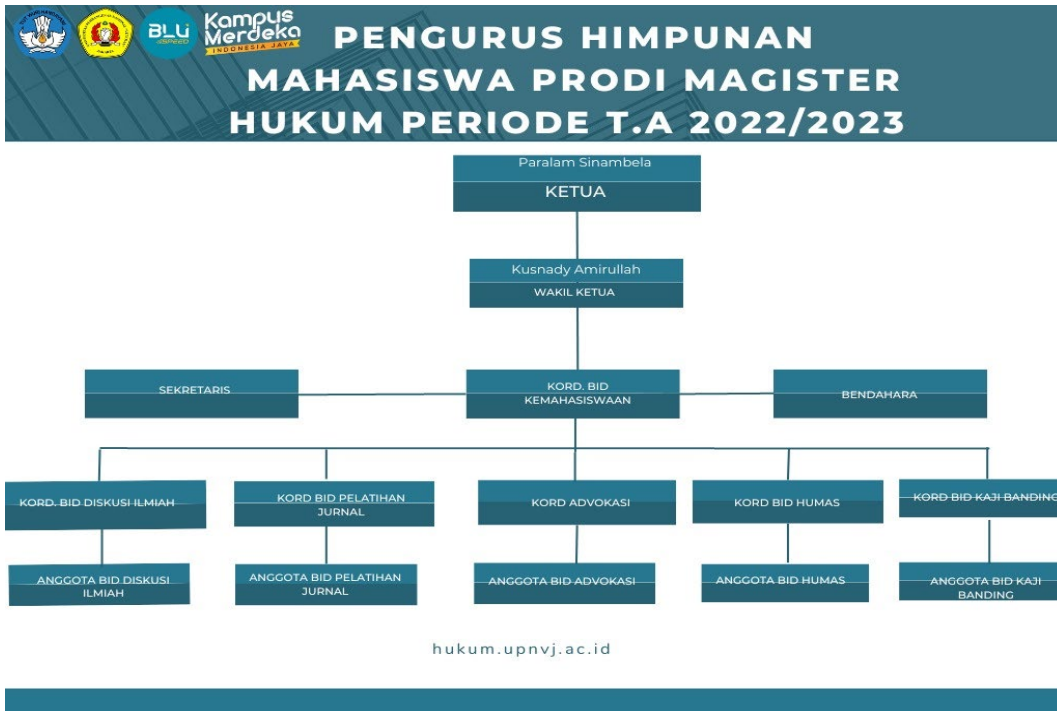 BLU
SPEED
Kampus
Merdeka
INDONESIA JAYA
PENGURUS HIMPUNAN
MAHASISWA PRODI MAGISTER
HUKUM PERIODE T.A 2022/2023
Paralam Sinambela
KETUA
Kusnady Amirullah
WAKIL KETUA
SEKRETARIS
KORD. BID
KEMAHASISWAAN
BENDAHARA
KORD. BID DISKUSI ILMIAH
KORD BID PELATIHAN
JURNAL
KORD ADVOKASI
KORD BID HUMAS
KORD BID KAJI BANDING
ANGGOTA BID DISKUSI
ILMIAH
ANGGOTA BID PELATIHAN
JURNAL
ANGGOTA BID ADVOKASI
ANGGOTA BID HUMAS
ANGGOTA BID KAJI
BANDING
hukum.upnvj.ac.id